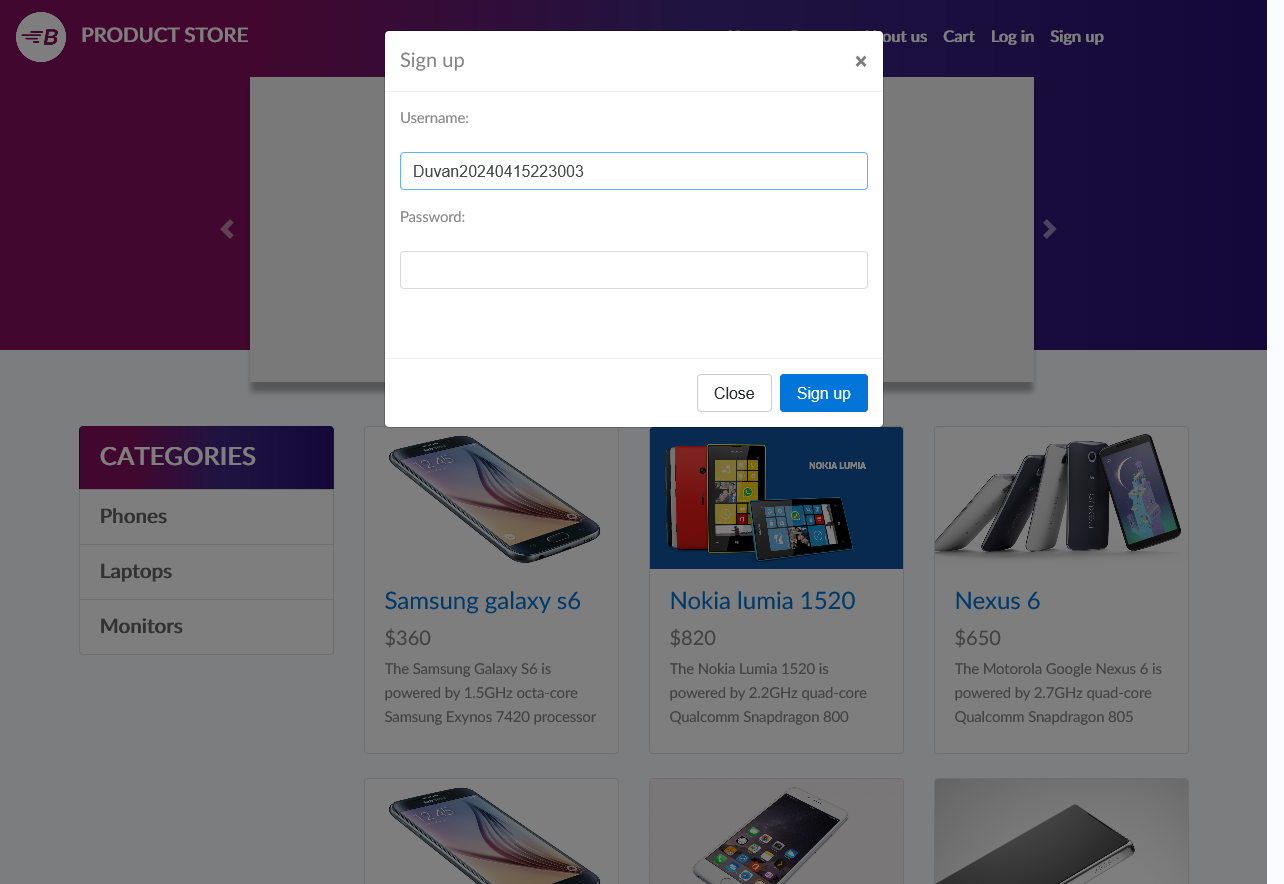 PRODUCT STORE
out us Cart Log in Sign up
Sign up
×
Username:
Duvan20240415223003
Password:
Close Sign up
CATEGORIES
Phones
Laptops
Monitors
NOKIA LUMIA
Samsung galaxy s6
$360
The Samsung Galaxy S6 is
powered by 1.5GHz octa-core
Samsung Exynos 7420 processor
Nokia lumia 1520
$820
The Nokia Lumia 1520 is
powered by 2.2GHz quad-core
Qualcomm Snapdragon 800
Nexus 6
$650
The Motorola Google Nexus 6 is
powered by 2.7GHz quad-core
Qualcomm Snapdragon 805